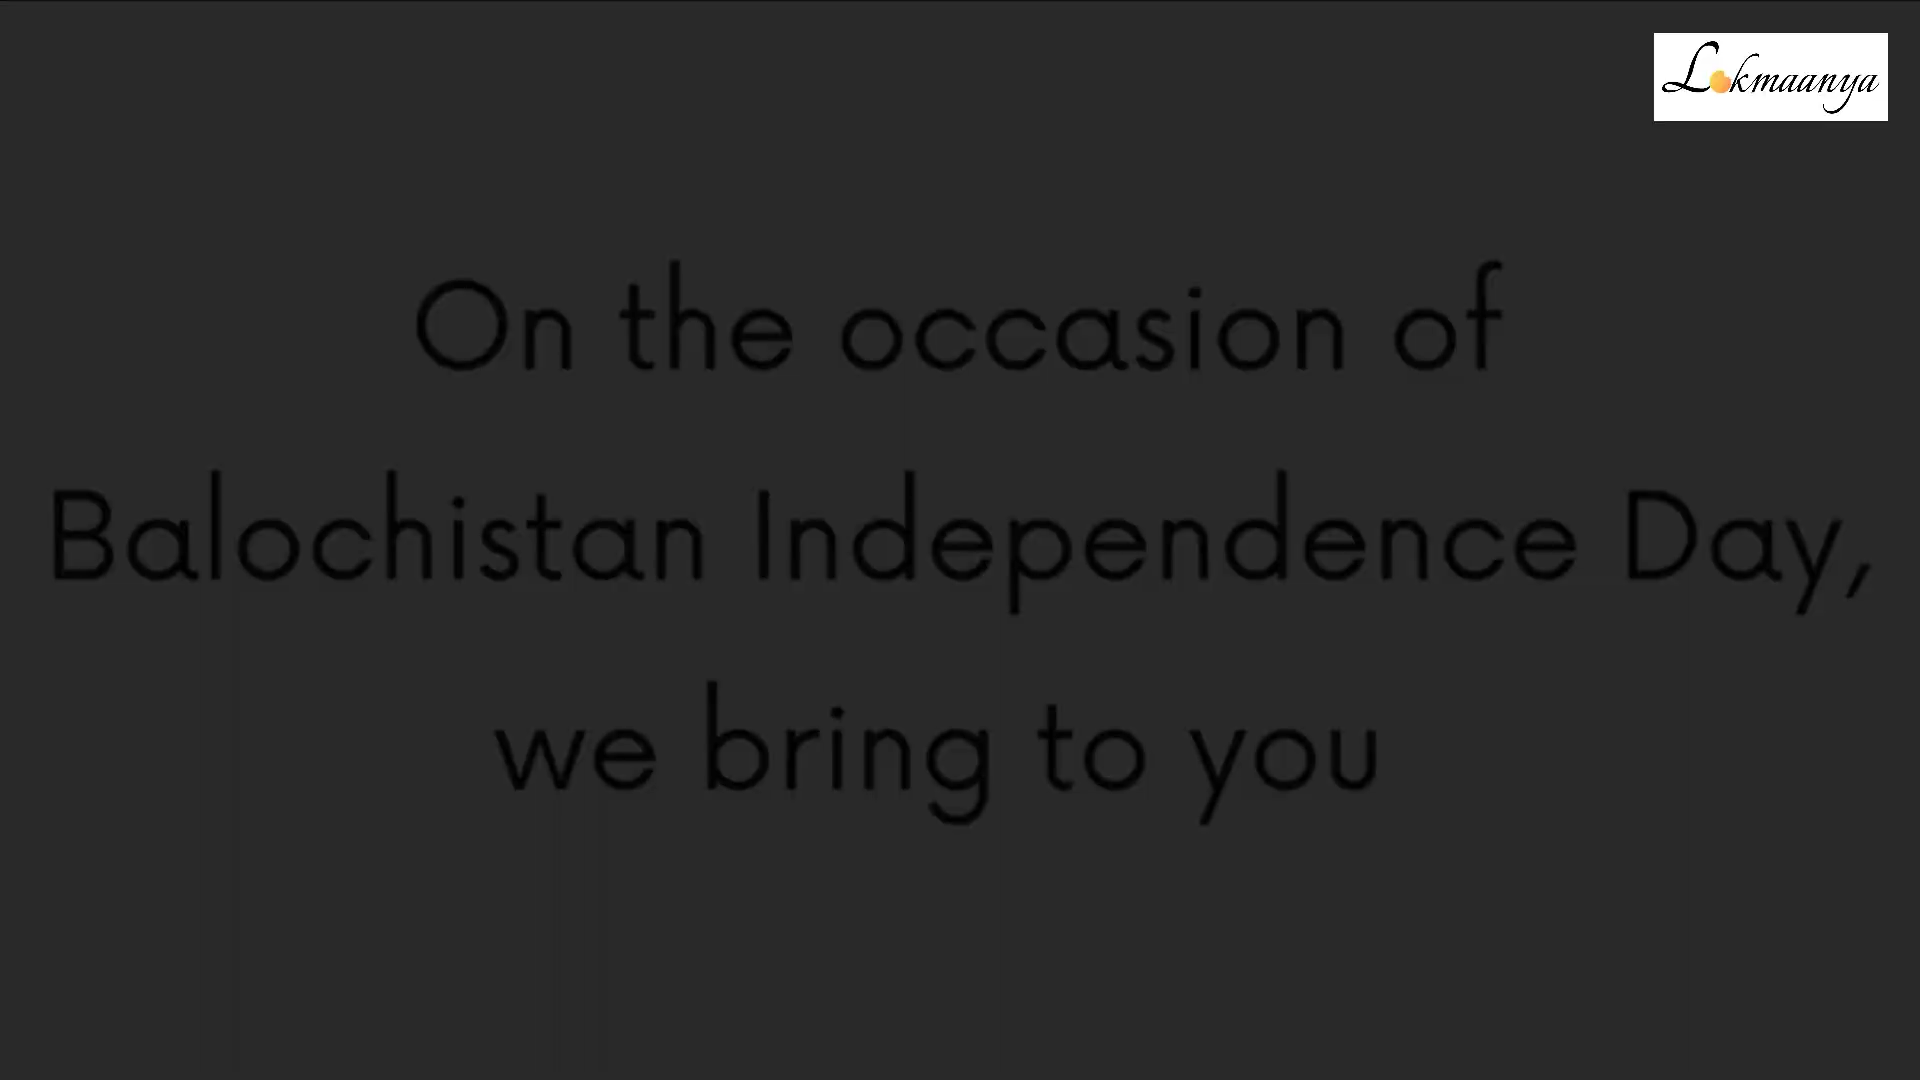 Lokmaanya
On the occasion of
Balochistan Independence Day,
we bring to you